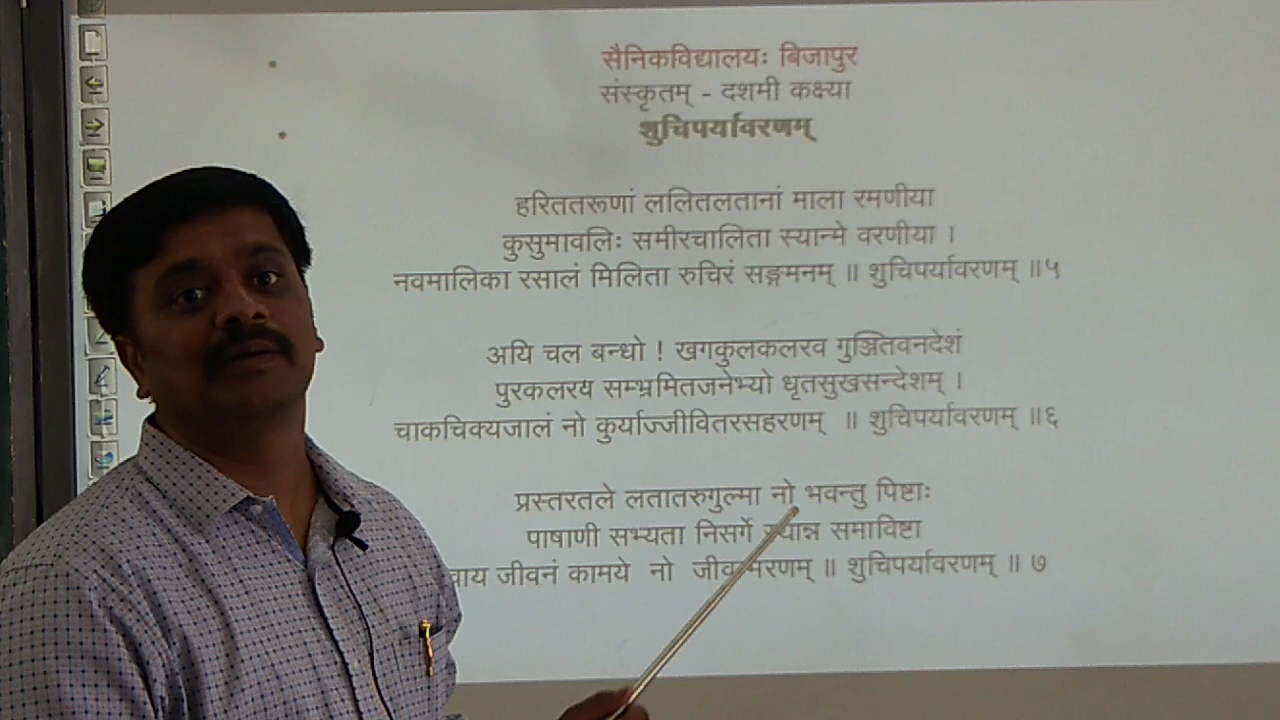 सैनिकविद्यालयः बिजापुर
संस्कृतम् - दशमी कक्ष्या
शुचिपर्यावरणम्
हरिततरूणां ललितलतानां माला रमणीया
कुसुमावलिः समीरचालिता स्यान्मे वरणीया ।
नवमालिका रसालं मिलिता रुचिरं सङ्गमनम् ॥ शुचिपर्यावरणम् ॥५
अयि चल बन्धो ! खगकुलकलरव गुञ्जितवनदेशं
पुरकलरव सम्भ्रमितजनेभ्यो धृतसुखसन्देशम् ।
चाकचिक्यजालं नो कुर्याज्जीवितरसहरणम् ॥ शुचिपर्यावरणम् ॥६
प्रस्तरतले लतातरुगुल्मा नो भवन्तु पिष्टाः
पाषाणी सभ्यता निसर्गे समाविष्टा
जीवनं कामये नो ॥ शुचिपर्यावरणम् ॥ ७